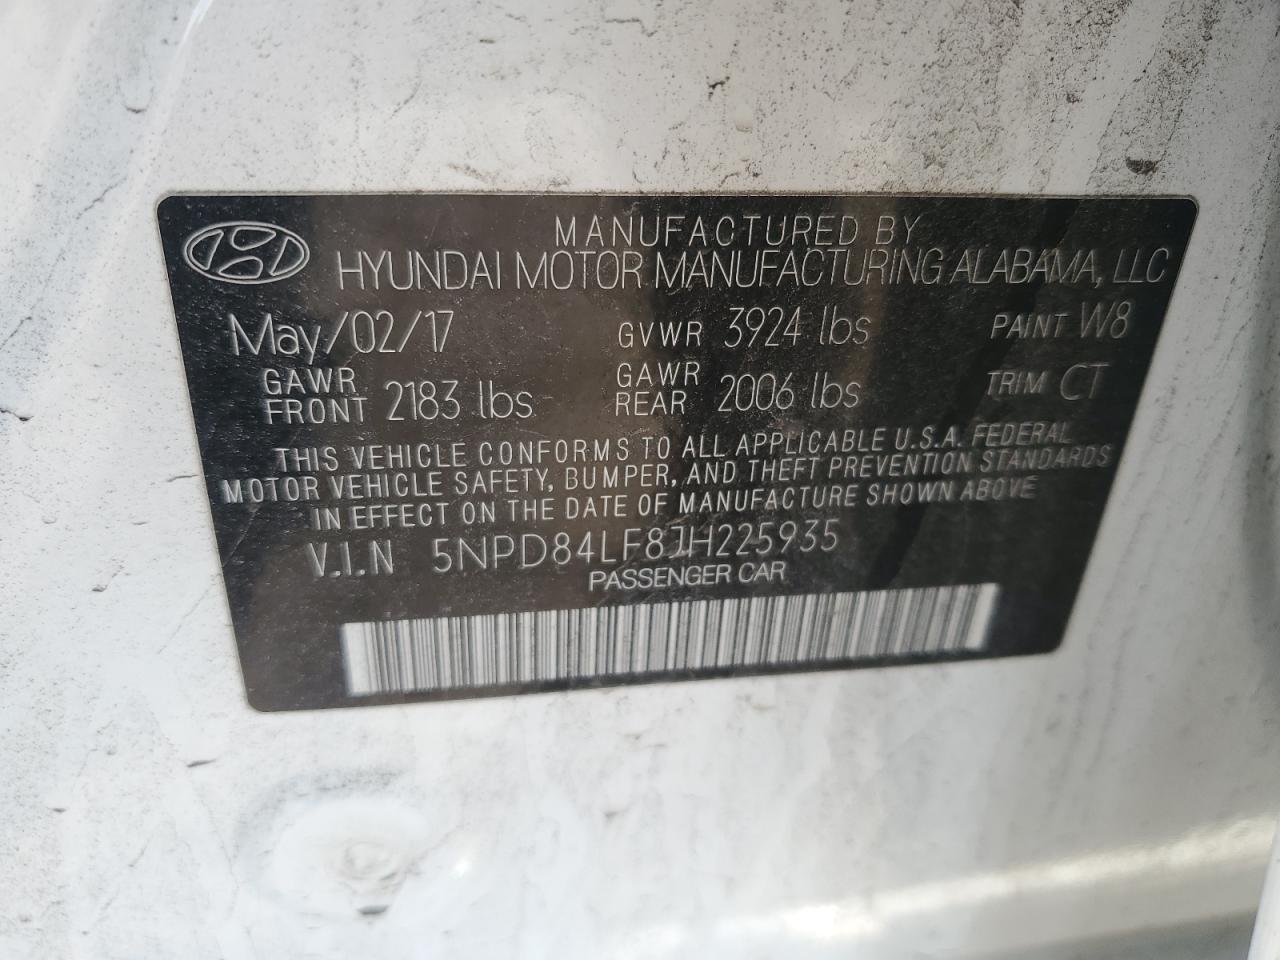 MANUFACTURED BY
HYUNDAI MOTOR MANUFACTURING ALABAMA, LLC
May/02/17 GVWR 3924 lbs PAINT W8
GAWR FRONT 2183 lbs GAWR REAR 2006 lbs TRIM CT
THIS VEHICLE CONFORMS TO ALL APPLICABLE U.S.A. FEDERAL
MOTOR VEHICLE SAFETY, BUMPER, AND THEFT PREVENTION STANDARDS
IN EFFECT ON THE DATE OF MANUFACTURE SHOWN ABOVE
V.I.N 5NPD84LF8JH225935
PASSENGER CAR